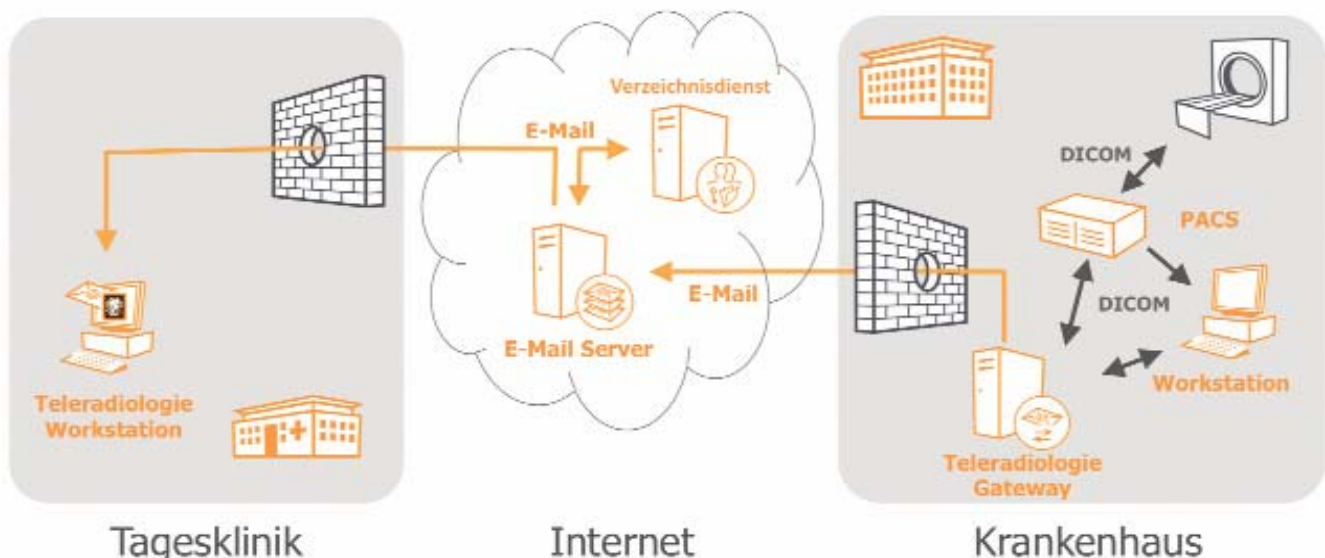 Verzeichnisdienst
E-Mail
DICOM
PACS
E-Mail
DICOM
E-Mail Server
Teleradiologie
Workstation
Workstation
Teleradiologie
Gateway
Tagesklinik
Internet
Krankenhaus